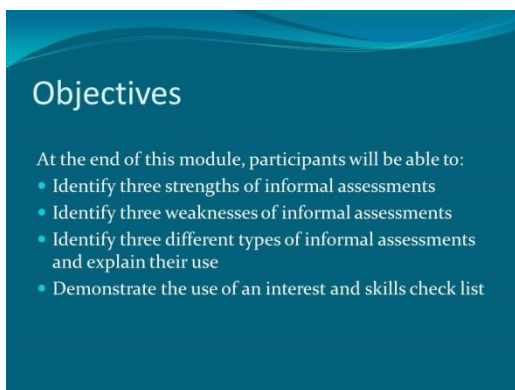 Objectives
At the end of this module, participants will be able to:
Identify three strengths of informal assessments
Identify three weaknesses of informal assessments
Identify three different types of informal assessments
and explain their use
Demonstrate the use of an interest and skills check list